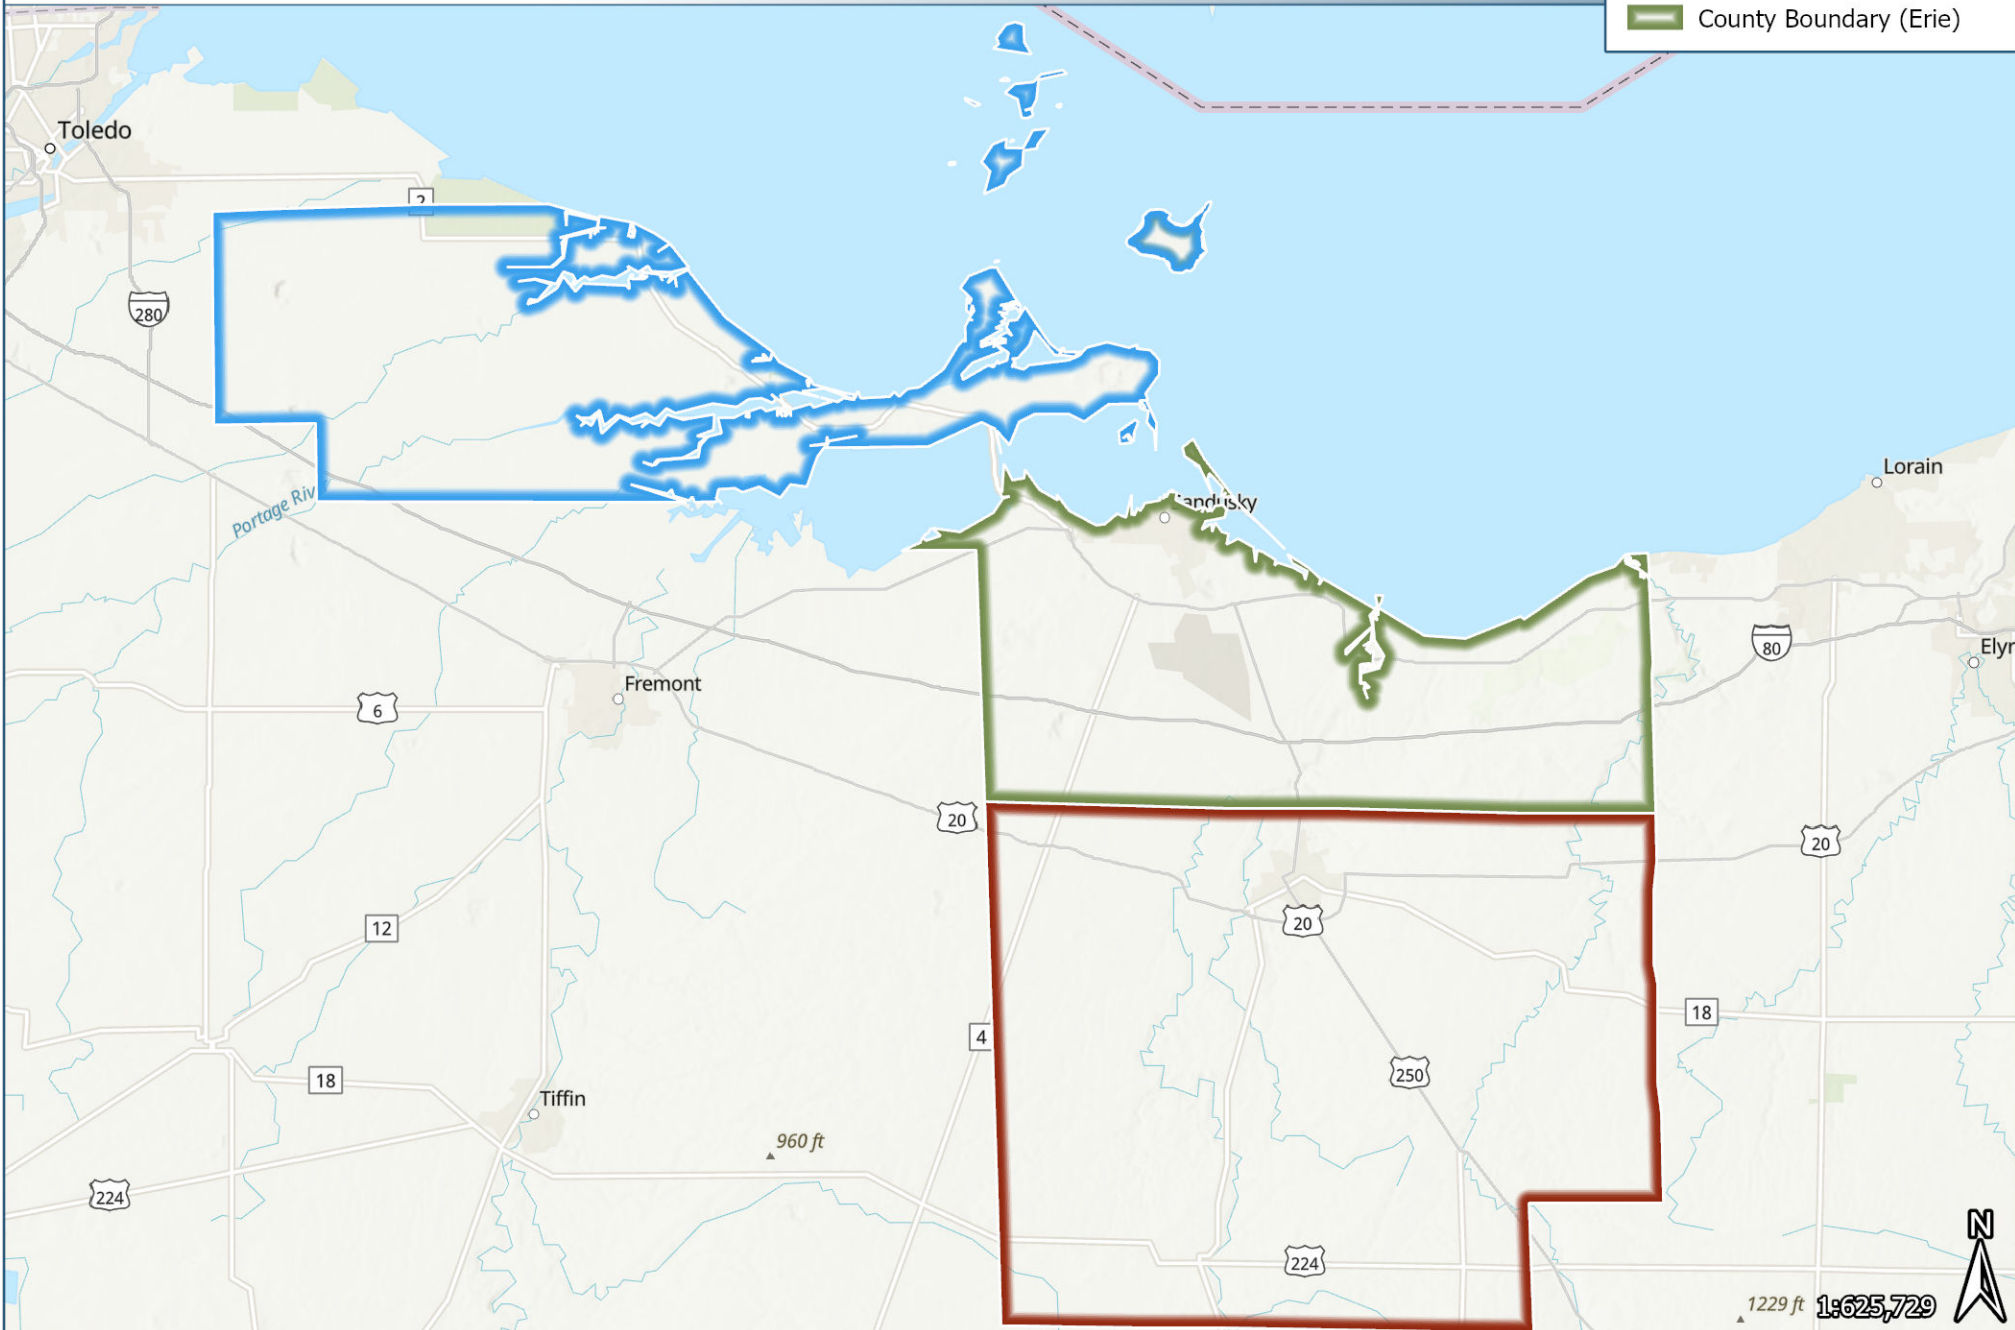 County Boundary (Erie)
Toledo
2
280
Portage Riv
Sandusky
Lorain
80
Elyr
6
Fremont
20
20
12
20
4
18
18
250
Tiffin
960 ft
224
224
N
1229 ft
1:625,729